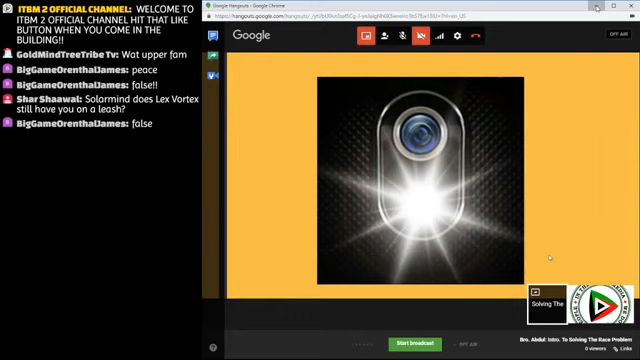 ITBM 2 OFFICIAL CHANNEL: WELCOME TO
ITBM 2 OFFICIAL CHANNEL HIT THAT LIKE
BUTTON WHEN YOU COME IN THE
BUILDING!!
GoldMindTreeTribe Tv: Wat upper fam
BigGameOrenthalJames: peace
BigGameOrenthalJames: false!!
Shar Shaawal: Solarmind does Lex Vortex
still have you on a leash?
BigGameOrenthalJames: false
Google Hangouts - Google Chrome
Google
OFF AIR
Solving The
Start broadcast
OFF AIR
Bro. Abdul: Intro. To Solving The Race Problem
0 viewers
Links